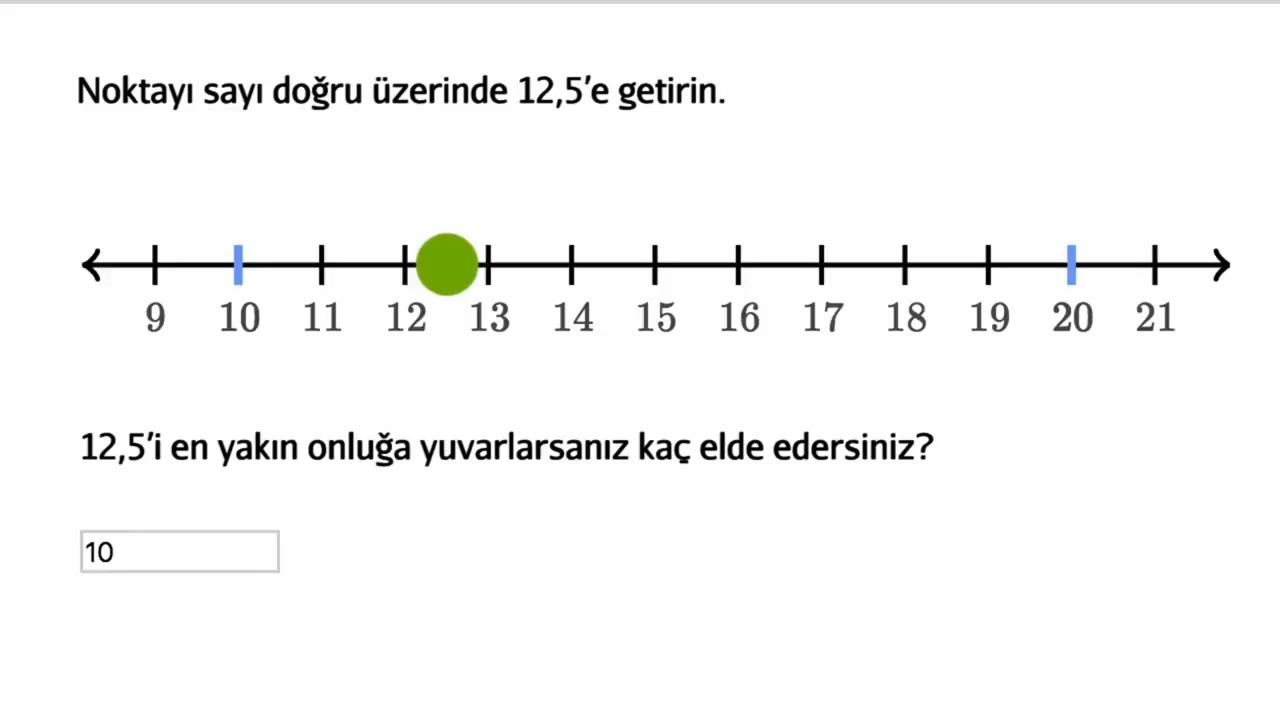 Noktayı sayı doğru üzerinde 12,5’e getirin.
9 10 11 12 13 14 15 16 17 18 19 20 21
12,5’i en yakın onluğa yuvarlarsanız kaç elde edersiniz?
10